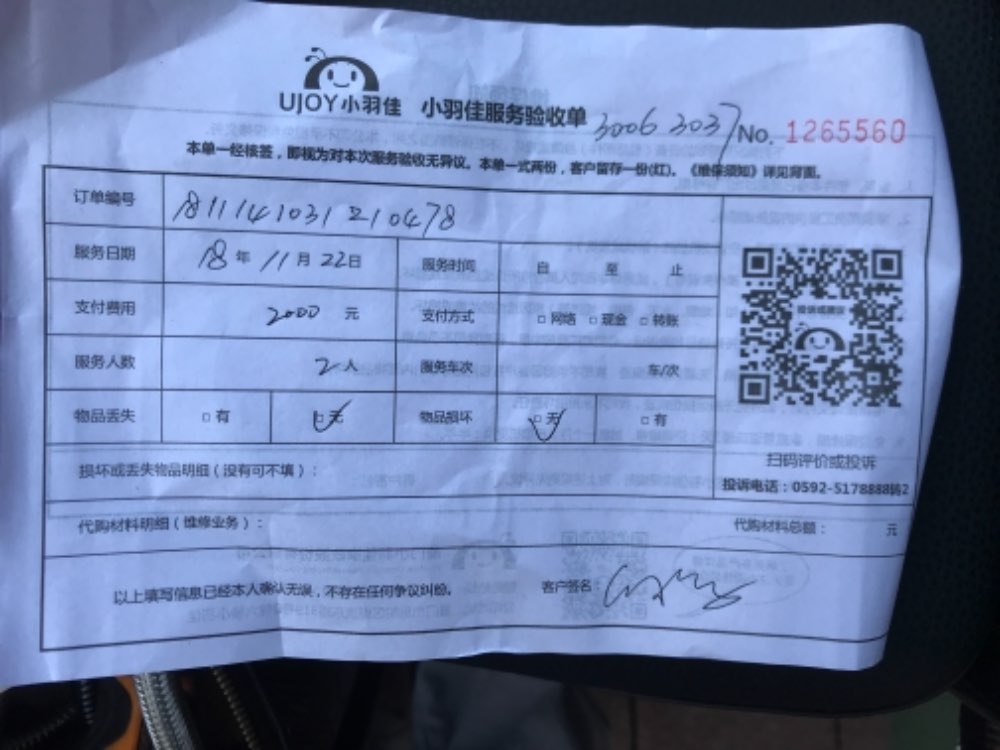 UJOY小羽佳 小羽佳服务验收单 3006 3037 No. 1265560
本单一经核签，即视为对本次服务验收无异议。本单一式两份，客户留存一份(红)。《维保须知》详见背面。
订单编号 181114103121 0478
服务日期 18 年 11 月 22 日 服务时间 自 至 止
支付费用 2000 元 支付方式 □ 网络 □ 现金 □ 转账
服务人数 2 人 服务车次 车/次
物品丢失 □ 有 □ 无 物品损坏 □ 无 □ 有
投诉或建议
扫码评价或投诉
投诉电话：0592-5178888转2
损坏或丢失物品明细（没有可不填）：
代购材料明细（维修业务）： 代购材料总额： 元
以上填写信息已经本人确认无误，不存在任何争议纠纷。 客户签名：